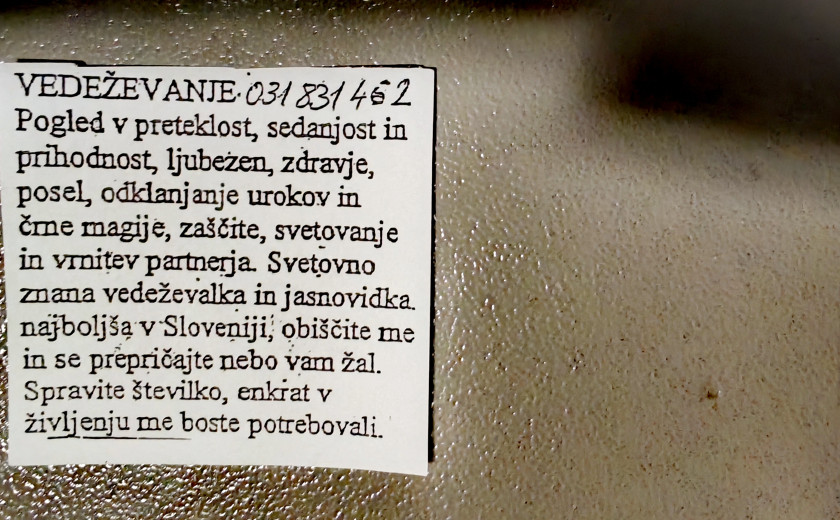 VEDEŽEVANJE 031 831 462
Pogled v preteklost, sedanjost in
prihodnost, ljubezen, zdravje,
posel, odklanjanje urokov in
črne magije, zaščite, svetovanje
in vrnitev partnerja. Svetovno
znana vedeževalka in jasnovidka
najboljša v Sloveniji, obiščite me
in se prepričajte nebo vam žal.
Spravite številko, enkrat v
življenju me boste potrebovali.